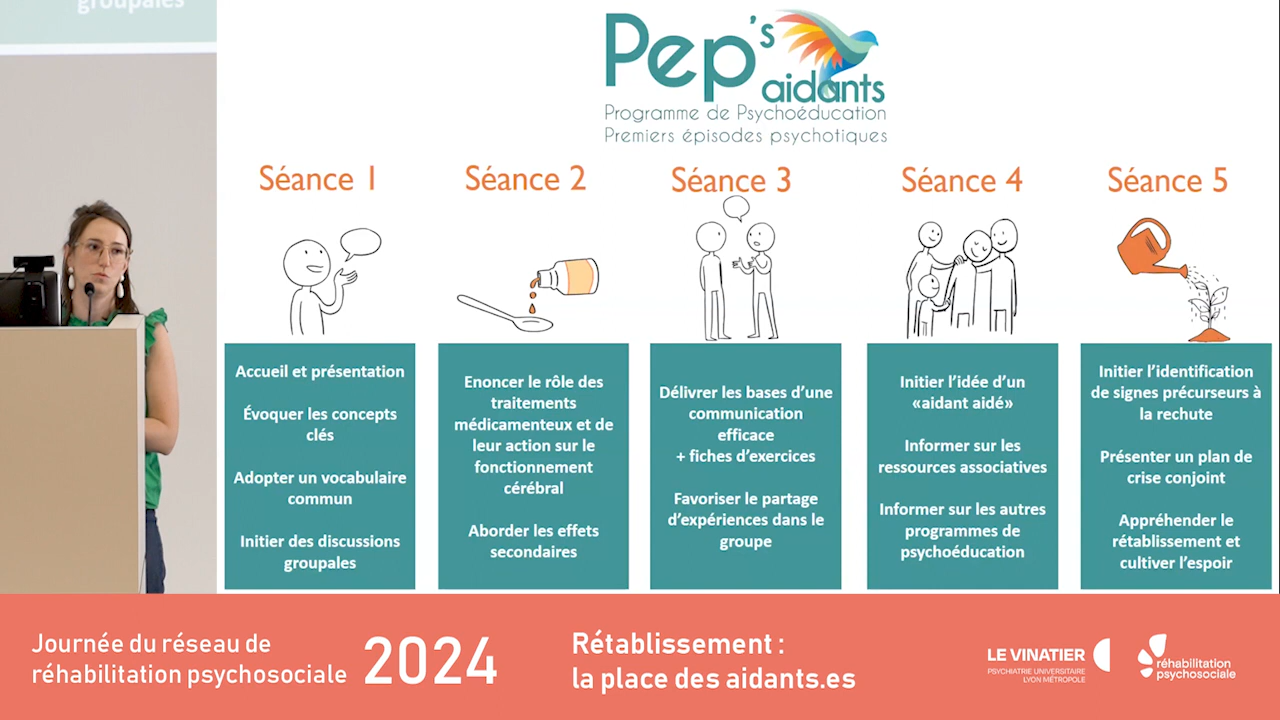 groupales
Pep's
aidants
Programme de Psychoéducation
Premiers épisodes psychotiques
Séance 1
Accueil et présentation
Évoquer les concepts
clés
Adopter un vocabulaire
commun
Initier des discussions
groupales
Séance 2
Enoncer le rôle des
traitements
médicamenteux et de
leur action sur le
fonctionnement
cérébral
Aborder les effets
secondaires
Séance 3
Délivrer les bases d’une
communication
efficace
+ fiches d’exercices
Favoriser le partage
d’expériences dans le
groupe
Séance 4
Initier l’idée d’un
«aidant aidé»
Informer sur les
ressources associatives
Informer sur les autres
programmes de
psychoéducation
Séance 5
Initier l’identification
de signes précurseurs à
la rechute
Présenter un plan de
crise conjoint
Appréhender le
rétablissement et
cultiver l’espoir
Journée du réseau de
réhabilitation psychosociale
2024
Rétablissement :
la place des aidants.es
LE VINATIER
PSYCHIATRIE UNIVERSITAIRE
LYON MÉTROPOLE
réhabilitation
psychosociale